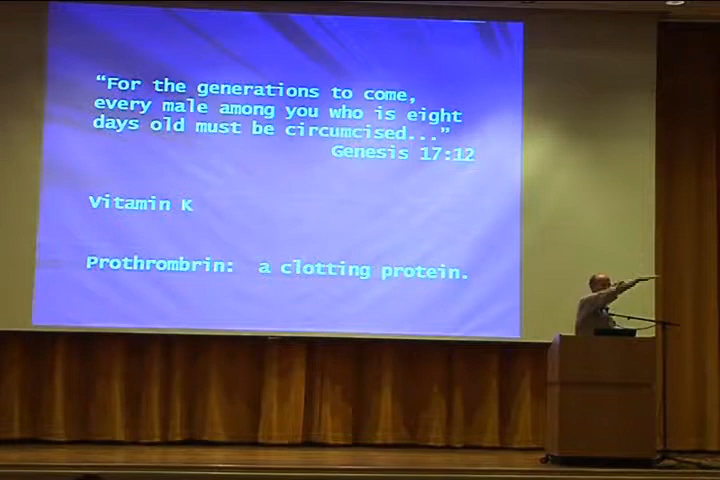 “For the generations to come,
every male among you who is eight
days old must be circumcised...”
Genesis 17:12
Vitamin K
Prothrombrin: a clotting protein.